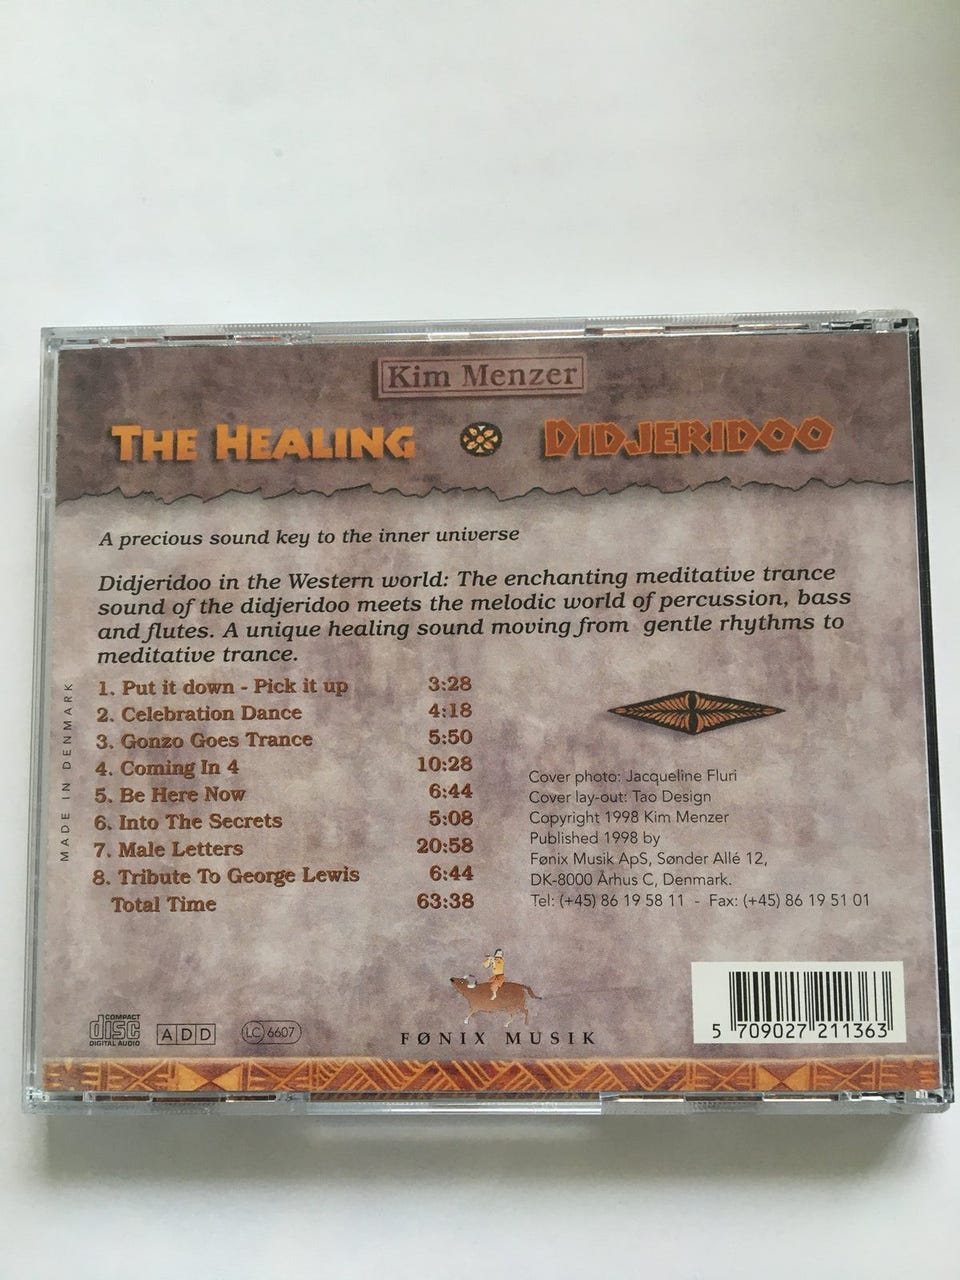 Kim Menzer
THE HEALING DIDJERIDOO
A precious sound key to the inner universe
Didjeridoo in the Western world: The enchanting meditative trance
sound of the didjeridoo meets the melodic world of percussion, bass
and flutes. A unique healing sound moving from gentle rhythms to
meditative trance.
1. Put it down - Pick it up 3:28
2. Celebration Dance 4:18
3. Gonzo Goes Trance 5:50
4. Coming In 4 10:28
5. Be Here Now 6:44
6. Into The Secrets 5:08
7. Male Letters 20:58
8. Tribute To George Lewis 6:44
Total Time 63:38
MADE IN DENMARK
Cover photo: Jacqueline Fluri
Cover lay-out: Tao Design
Copyright 1998 Kim Menzer
Published 1998 by
Fønix Musik ApS, Sønder Allé 12,
DK-8000 Århus C, Denmark.
Tel: (+45) 86 19 58 11 - Fax: (+45) 86 19 51 01
COMPACT
disc
DIGITAL AUDIO
ADD
LC 6607
FØNIX MUSIK
5 709027 211363